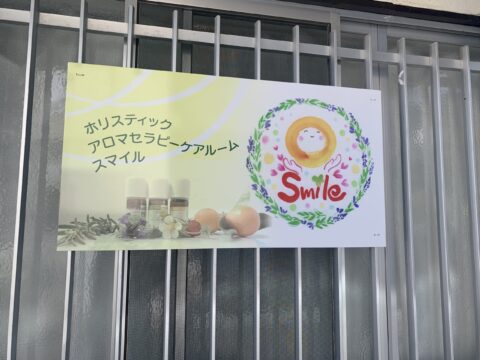 ホリスティック
アロマセラピーケアルーム
スマイル
Smile